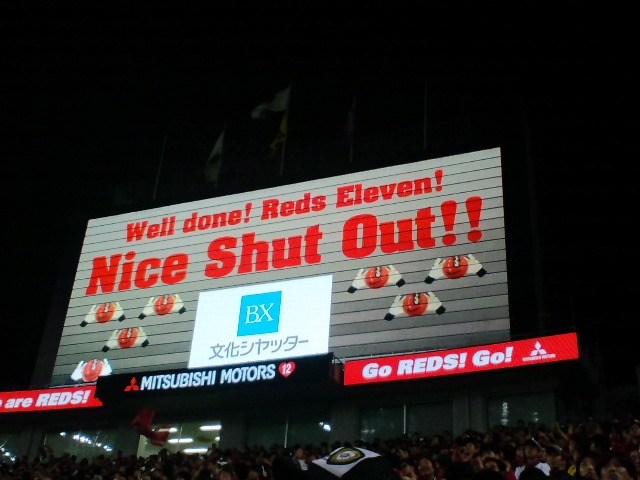 Well done! Reds Eleven!
Nice Shut Out!!
BX
文化シヤッター
are REDS!
MITSUBISHI MOTORS 12
Go REDS! Go!